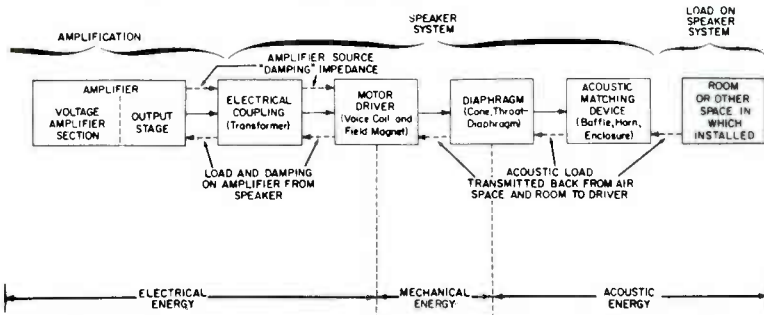 AMPLIFICATION
SPEAKER
SYSTEM
LOAD ON
SPEAKER
SYSTEM
AMPLIFIER SOURCE
"DAMPING" IMPEDANCE
AMPLIFIER
VOLTAGE
AMPLIFIER
SECTION
OUTPUT
STAGE
ELECTRICAL
COUPLING
(Transformer)
MOTOR
DRIVER
(Voice Coil and
Field Magnet)
DIAPHRAGM
(Cone, Throat-
Diaphragm)
ACOUSTIC
MATCHING
DEVICE
(Baffle, Horn,
Enclosure)
ROOM
OR OTHER
SPACE IN
WHICH
INSTALLED
LOAD AND DAMPING
ON AMPLIFIER FROM
SPEAKER
ACOUSTIC LOAD
TRANSMITTED BACK FROM AIR
SPACE AND ROOM TO DRIVER
ELECTRICAL
ENERGY
MECHANICAL
ENERGY
ACOUSTIC
ENERGY